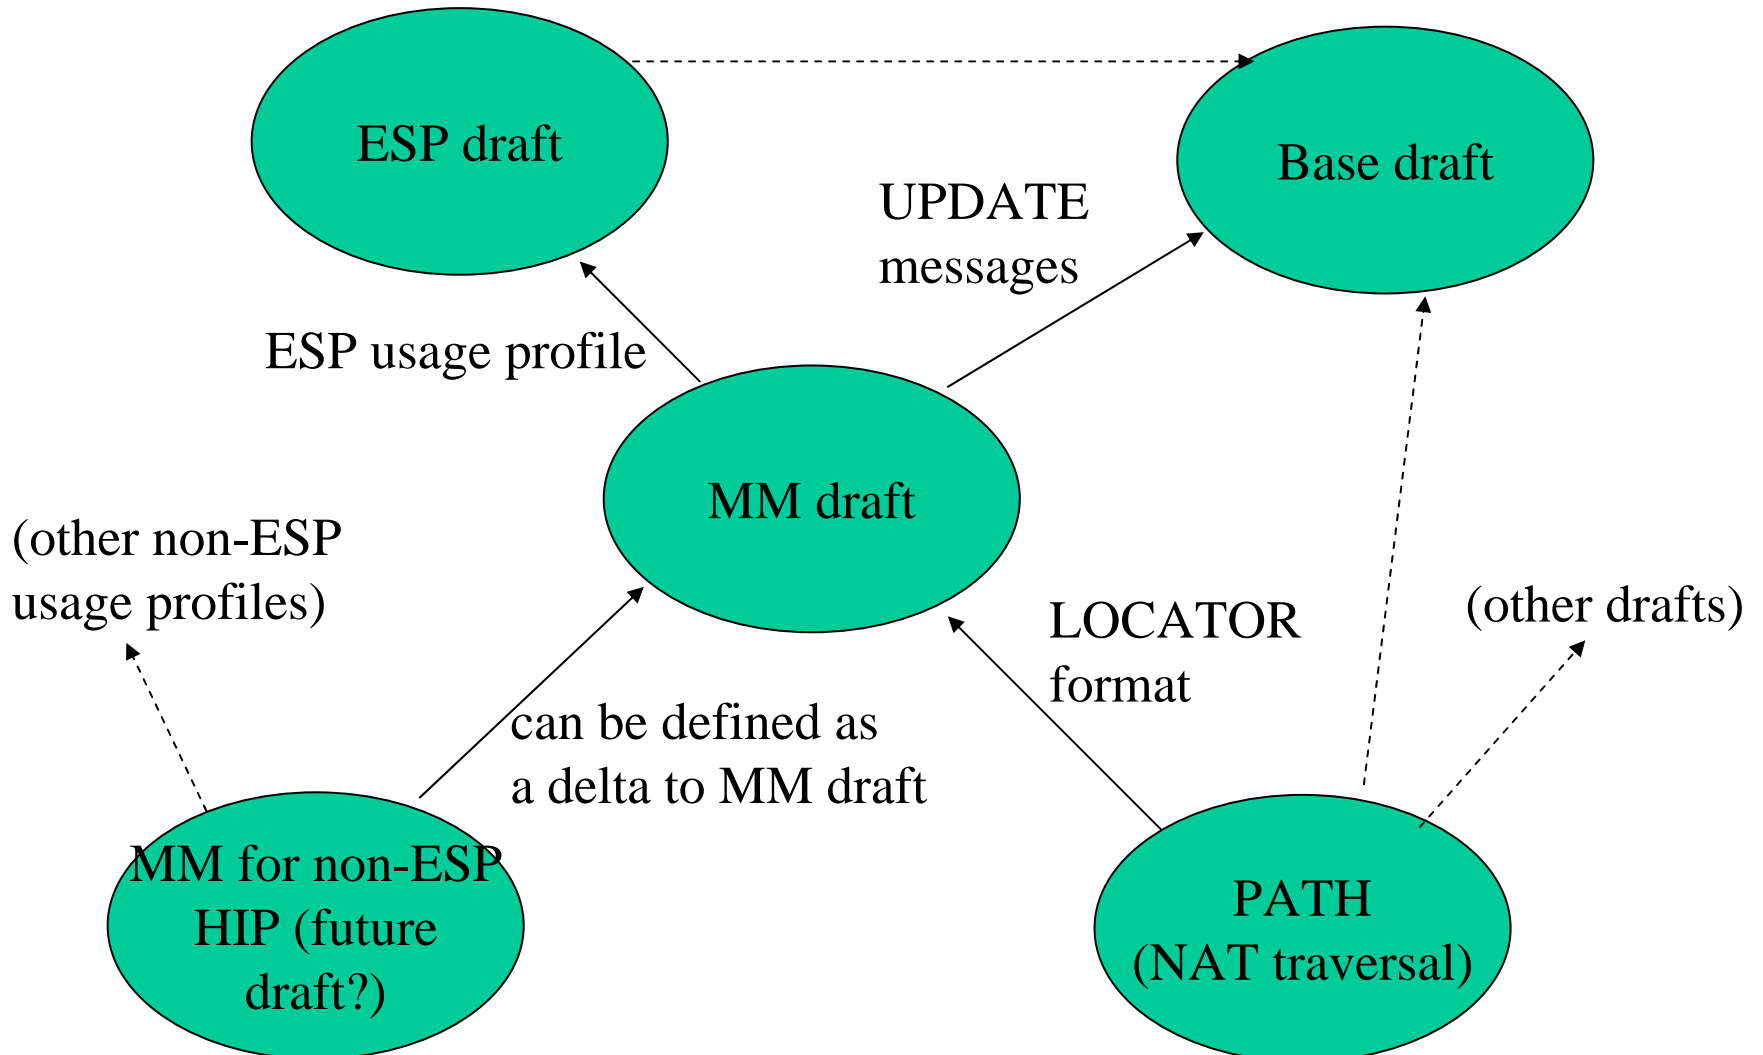 ESP draft
Base draft
UPDATE
messages
ESP usage profile
MM draft
(other non-ESP
usage profiles)
LOCATOR
format
(other drafts)
can be defined as
a delta to MM draft
MM for non-ESP
HIP (future
draft?)
PATH
(NAT traversal)